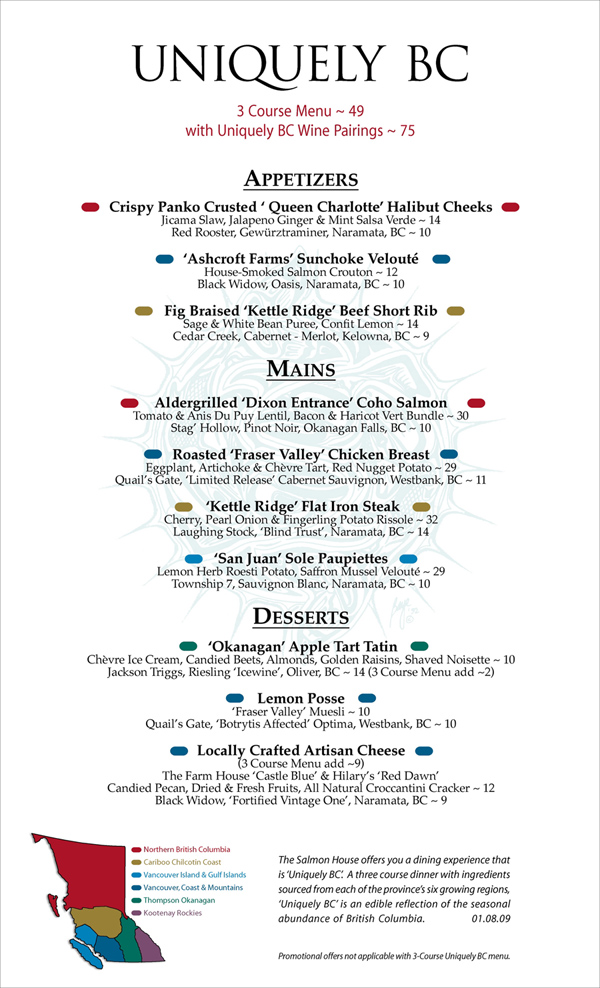 UNIQUELY BC
3 Course Menu ~ 49
with Uniquely BC Wine Pairings ~ 75
APPETIZERS
Crispy Panko Crusted ‘ Queen Charlotte’ Halibut Cheeks
Jicama Slaw, Jalapeno Ginger & Mint Salsa Verde ~ 14
Red Rooster, Gewürztraminer, Naramata, BC ~ 10
‘Ashcroft Farms’ Sunchoke Velouté
House-Smoked Salmon Crouton ~ 12
Black Widow, Oasis, Naramata, BC ~ 10
Fig Braised ‘Kettle Ridge’ Beef Short Rib
Sage & White Bean Puree, Confit Lemon ~ 14
Cedar Creek, Cabernet - Merlot, Kelowna, BC ~ 9
MAINS
Aldergrilled ‘Dixon Entrance’ Coho Salmon
Tomato & Anis Du Puy Lentil, Bacon & Haricot Vert Bundle ~ 30
Stag’ Hollow, Pinot Noir, Okanagan Falls, BC ~ 10
Roasted ‘Fraser Valley’ Chicken Breast
Eggplant, Artichoke & Chèvre Tart, Red Nugget Potato ~ 29
Quail’s Gate, ‘Limited Release’ Cabernet Sauvignon, Westbank, BC ~ 11
‘Kettle Ridge’ Flat Iron Steak
Cherry, Pearl Onion & Fingerling Potato Rissole ~ 32
Laughing Stock, ‘Blind Trust’, Naramata, BC ~ 14
‘San Juan’ Sole Paupiettes
Lemon Herb Roesti Potato, Saffron Mussel Velouté ~ 29
Township 7, Sauvignon Blanc, Naramata, BC ~ 10
DESSERTS
‘Okanagan’ Apple Tart Tatin
Chèvre Ice Cream, Candied Beets, Almonds, Golden Raisins, Shaved Noisette ~ 10
Jackson Triggs, Riesling ‘Icewine’, Oliver, BC ~ 14 (3 Course Menu add ~2)
Lemon Posse
‘Fraser Valley’ Muesli ~ 10
Quail’s Gate, ‘Botrytis Affected’ Optima, Westbank, BC ~ 10
Locally Crafted Artisan Cheese
(3 Course Menu add ~9)
The Farm House ‘Castle Blue’ & Hilary’s ‘Red Dawn’
Candied Pecan, Dried & Fresh Fruits, All Natural Croccantini Cracker ~ 12
Black Widow, ‘Fortified Vintage One’, Naramata, BC ~ 9
Northern British Columbia
Cariboo Chilcotin Coast
Vancouver Island & Gulf Islands
Vancouver, Coast & Mountains
Thompson Okanagan
Kootenay Rockies
The Salmon House offers you a dining experience that
is ‘Uniquely BC’. A three course dinner with ingredients
sourced from each of the province’s six growing regions,
‘Uniquely BC’ is an edible reflection of the seasonal
abundance of British Columbia. 01.08.09
Promotional offers not applicable with 3-Course Uniquely BC menu.